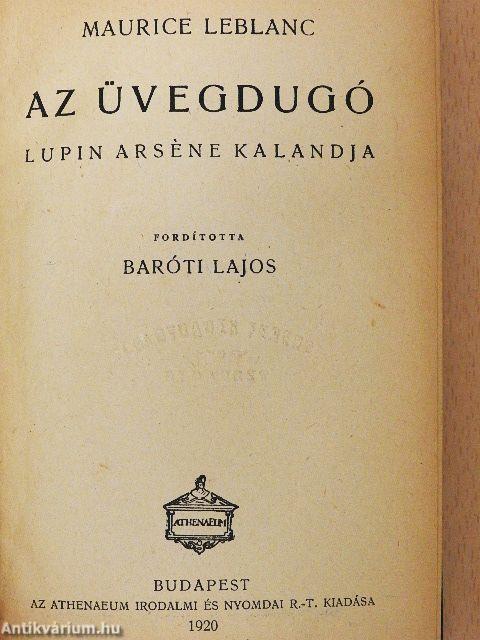 MAURICE LEBLANC
AZ ÜVEGDUGÓ
LUPIN ARSÈNE KALANDJA
FORDÍTOTTA
BARÓTI LAJOS
ATHENAEUM
BUDAPEST
AZ ATHENAEUM IRODALMI ÉS NYOMDAI R.-T. KIADÁSA
1920
Antikvárium.hu